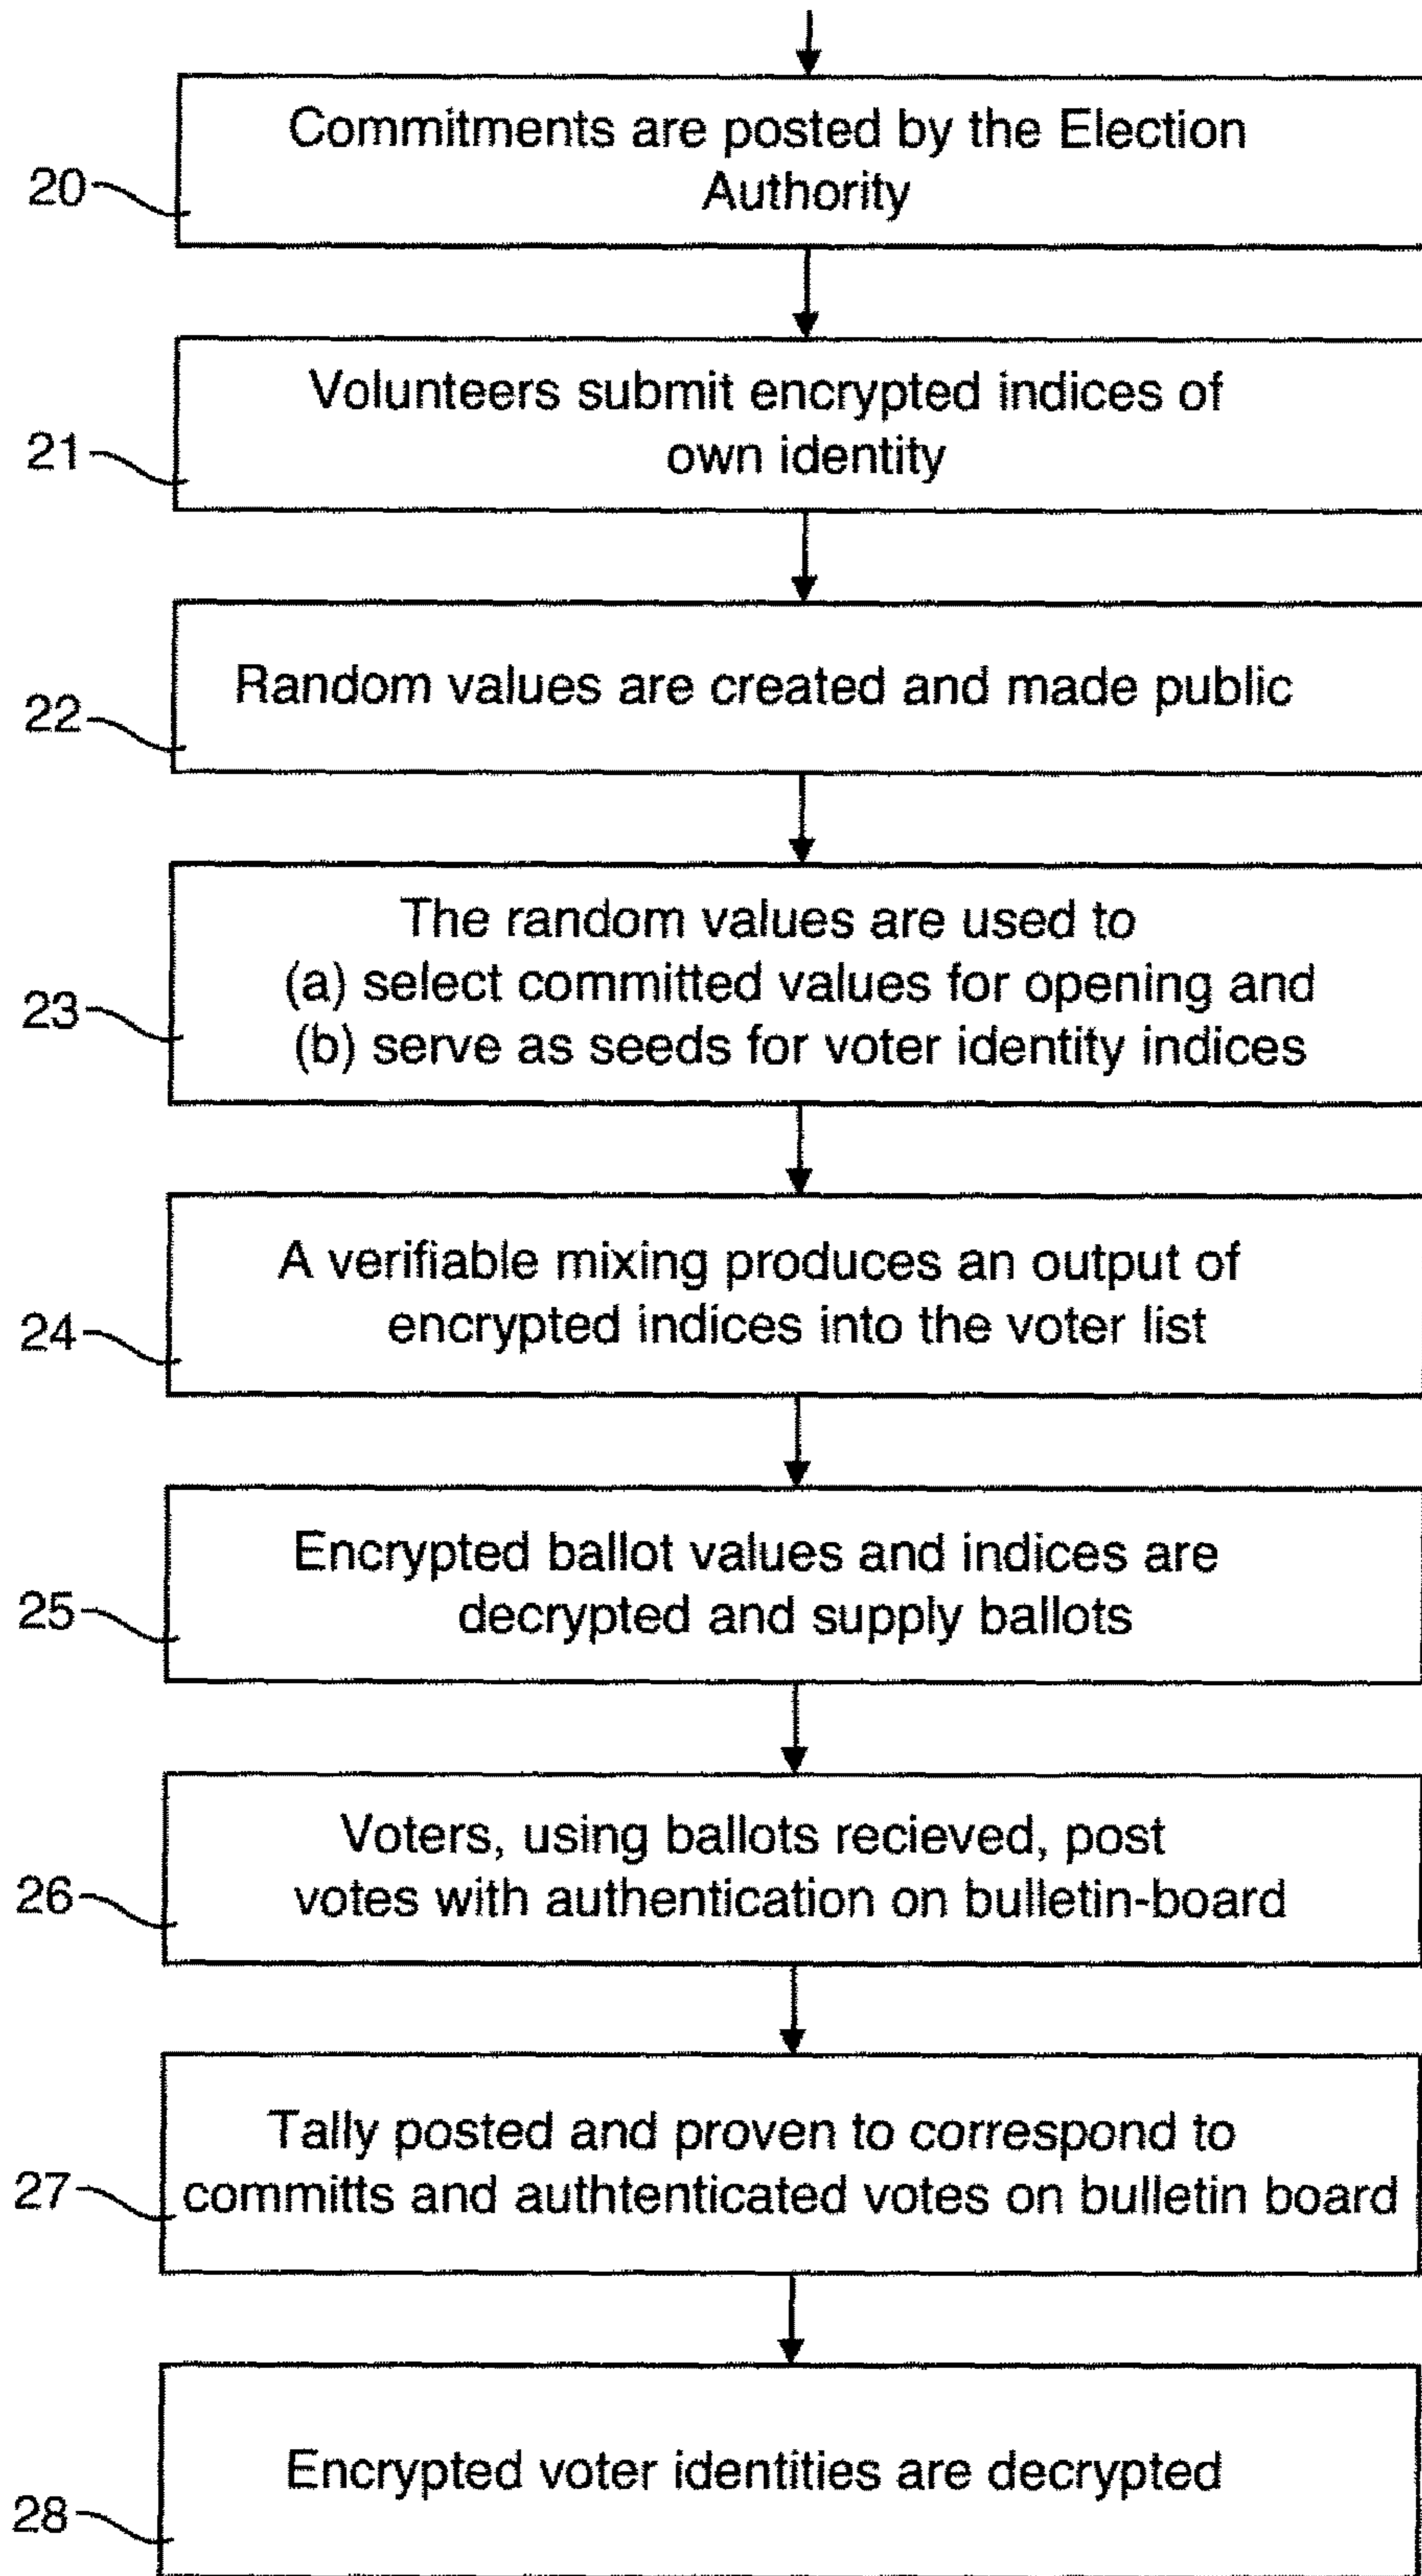 Commitments are posted by the Election
Authority
20
Volunteers submit encrypted indices of
own identity
21
Random values are created and made public
22
The random values are used to
(a) select committed values for opening and
(b) serve as seeds for voter identity indices
23
A verifiable mixing produces an output of
encrypted indices into the voter list
24
Encrypted ballot values and indices are
decrypted and supply ballots
25
Voters, using ballots recieved, post
votes with authentication on bulletin-board
26
Tally posted and proven to correspond to
committs and authtenticated votes on bulletin board
27
Encrypted voter identities are decrypted
28